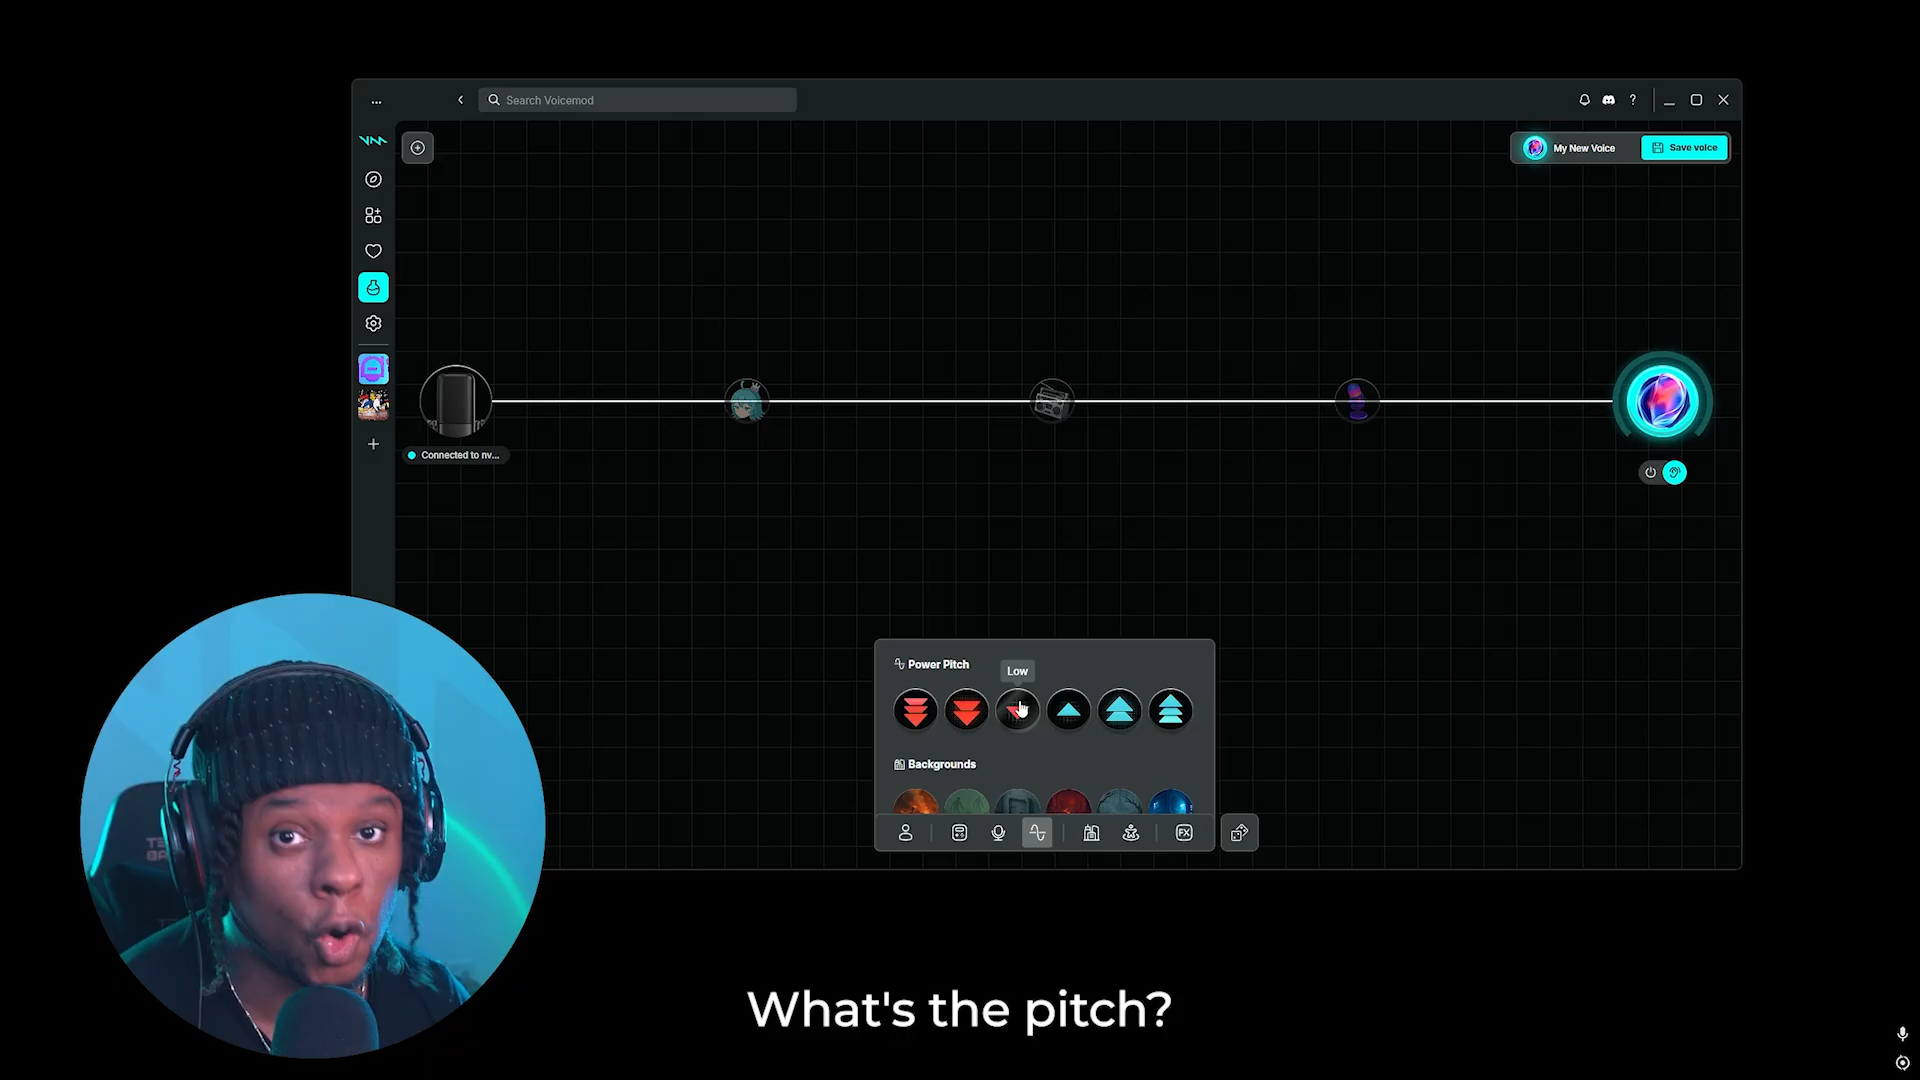 Search Voicemod
?
My New Voice
Save voice
Connected to nv...
Power Pitch
Low
Backgrounds
FX
What's the pitch?